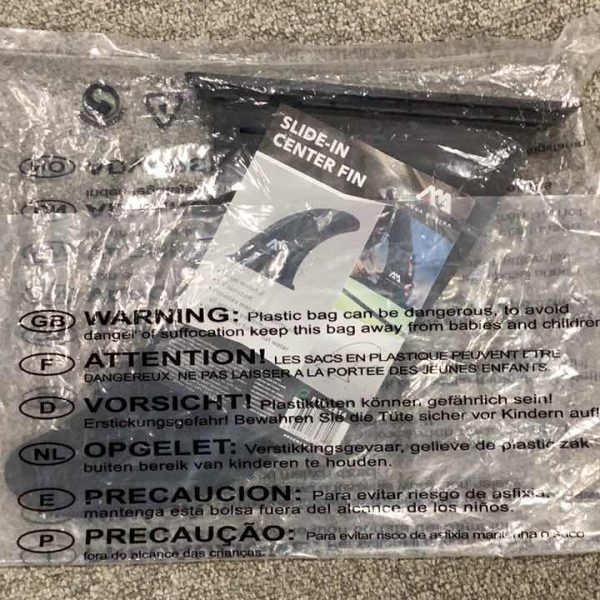 SLIDE-IN
CENTER FIN
GB WARNING: Plastic bag can be dangerous, to avoid
danger of suffocation keep this bag away from babies and children
F ATTENTION! LES SACS EN PLASTIQUE PEUVENT ETRE
DANGEREUX. NE PAS LAISSER A LA PORTEE DES JEUNES ENFANTS.
D VORSICHT! Plastiktüten können, gefährlich sein!
Erstickungsgefahr! Bewahren Sie die Tüte sicher vor Kindern auf!
NL OPGELET: Verstikkingsgevaar, gelieve de plastic zak
buiten bereik van kinderen te houden.
E PRECAUCION: Para evitar riesgo de asfixia,
mantenga está bolsa fuera del alcance de los niños.
P PRECAUÇÃO: Para evitar risco de asfixia mantenha o saco
fora do alcance das crianças.